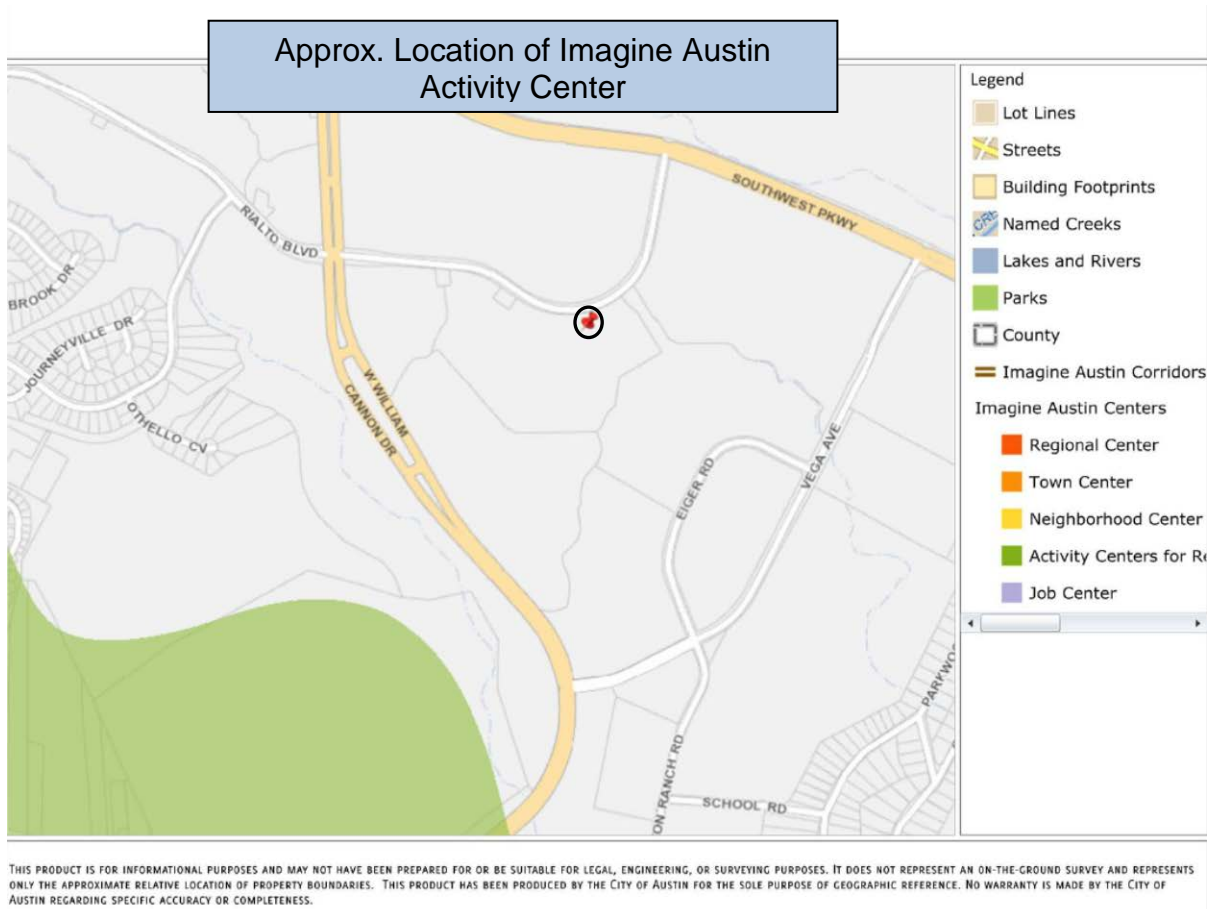 Approx. Location of Imagine Austin
Activity Center
Legend
Lot Lines
Streets
Building Footprints
GRE
Named Creeks
Lakes and Rivers
Parks
County
Imagine Austin Corridors
Imagine Austin Centers
Regional Center
Town Center
Neighborhood Center
Activity Centers for Re
Job Center
SOUTHWEST PKWY
RIALTO BLVD
BROOK DR
JOURNEYVILLE DR
OTHELLO CV
W WILLIAM
CANNON DR
EIGER RD
VEGA AVE
PARKWO
ON RANCH RD
SCHOOL RD
THIS PRODUCT IS FOR INFORMATIONAL PURPOSES AND MAY NOT HAVE BEEN PREPARED FOR OR BE SUITABLE FOR LEGAL, ENGINEERING, OR SURVEYING PURPOSES. IT DOES NOT REPRESENT AN ON-THE-GROUND SURVEY AND REPRESENTS
ONLY THE APPROXIMATE RELATIVE LOCATION OF PROPERTY BOUNDARIES. THIS PRODUCT HAS BEEN PRODUCED BY THE CITY OF AUSTIN FOR THE SOLE PURPOSE OF GEOGRAPHIC REFERENCE. NO WARRANTY IS MADE BY THE CITY OF
AUSTIN REGARDING SPECIFIC ACCURACY OR COMPLETENESS.